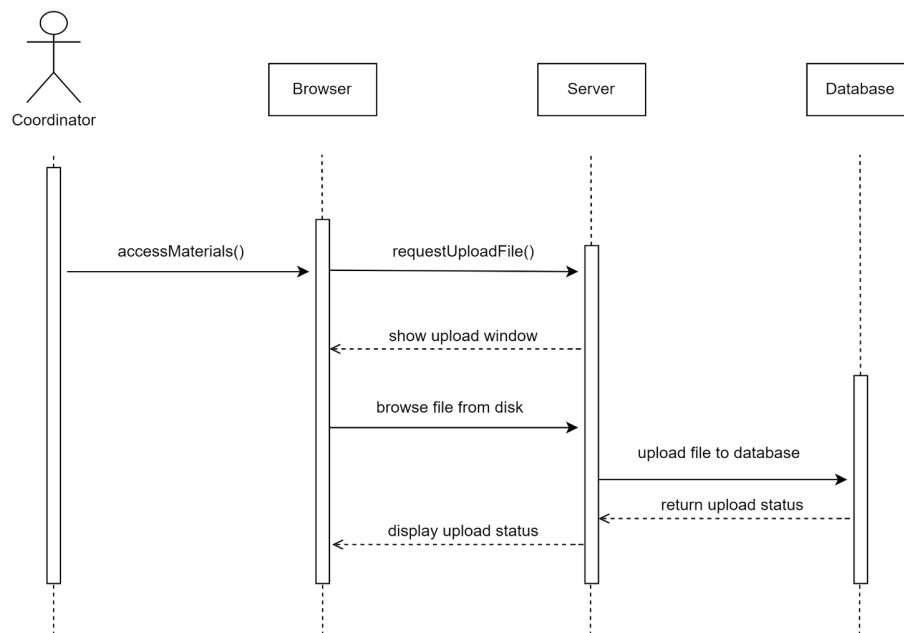 Coordinator
Browser
Server
Database
accessMaterials()
requestUploadFile()
show upload window
browse file from disk
upload file to database
return upload status
display upload status